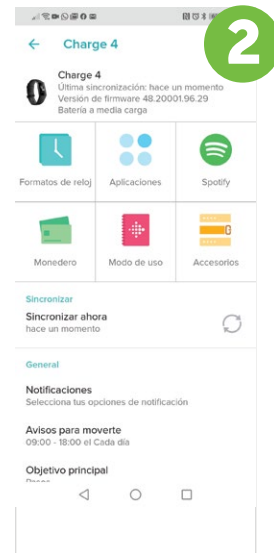 2
Charge 4
Charge 4
Última sincronización: hace un momento
Versión de firmware 48.20001.96.29
Batería a media carga
Formatos de reloj
Aplicaciones
Spotify
Monedero
Modo de uso
Accesorios
Sincronizar
Sincronizar ahora
hace un momento
General
Notificaciones
Selecciona tus opciones de notificación
Avisos para moverte
09:00 - 18:00 el Cada día
Objetivo principal